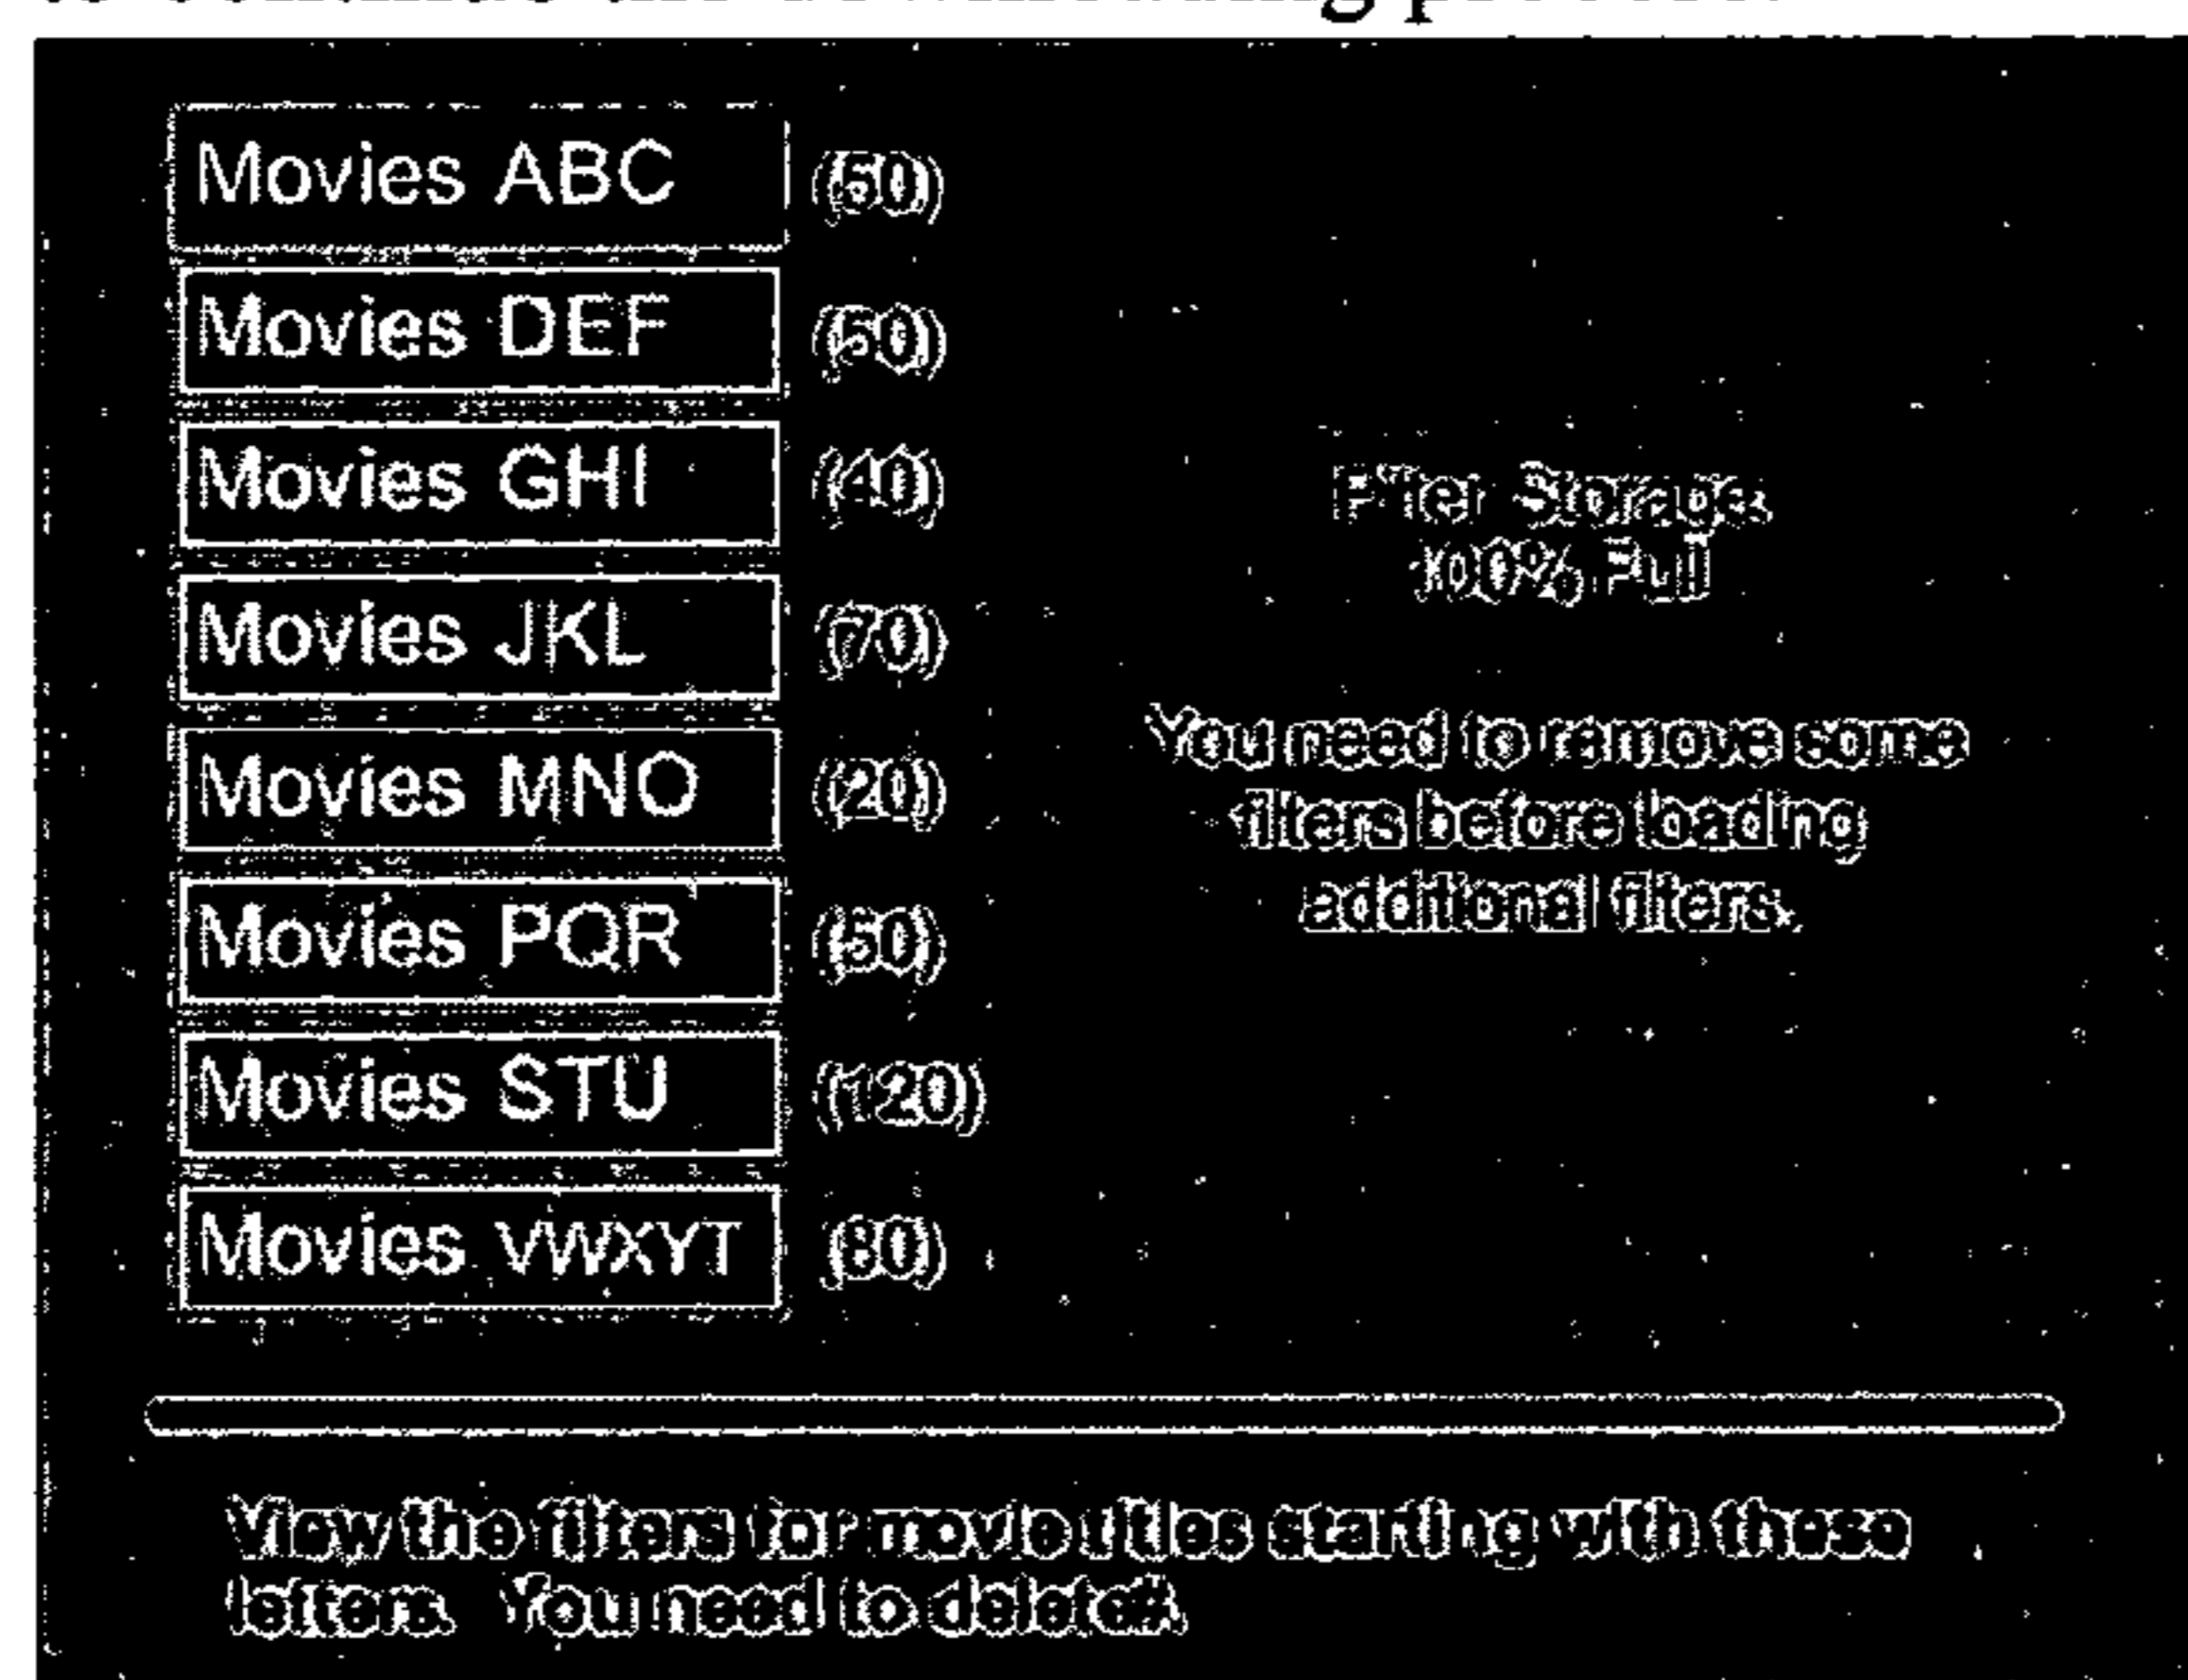 Movies ABC (50)
Movies DEF (50)
Movies GHI (40)
Movies JKL (70)
Movies MNO (20)
Movies PQR (50)
Movies STU (120)
Movies VWXYT (80)
Filter Storage
100% Full
You need to remove some
filters before loading
additional filters.
View the filters for movie titles starting with these
letters. You need to delete#.